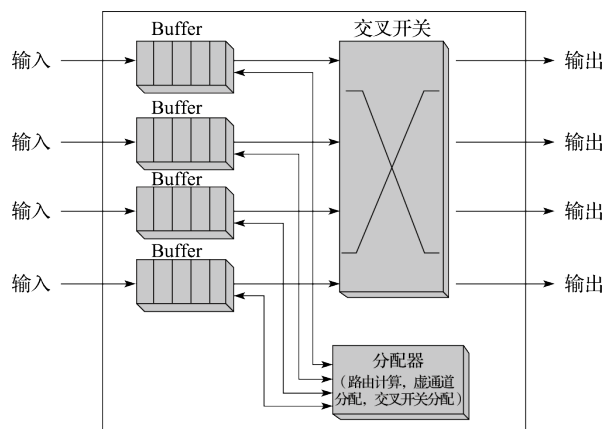 Buffer
交叉开关
输入
输出
Buffer
输入
输出
Buffer
输入
输出
Buffer
输入
输出
分配器
（路由计算，虚通道
分配，交叉开关分配）